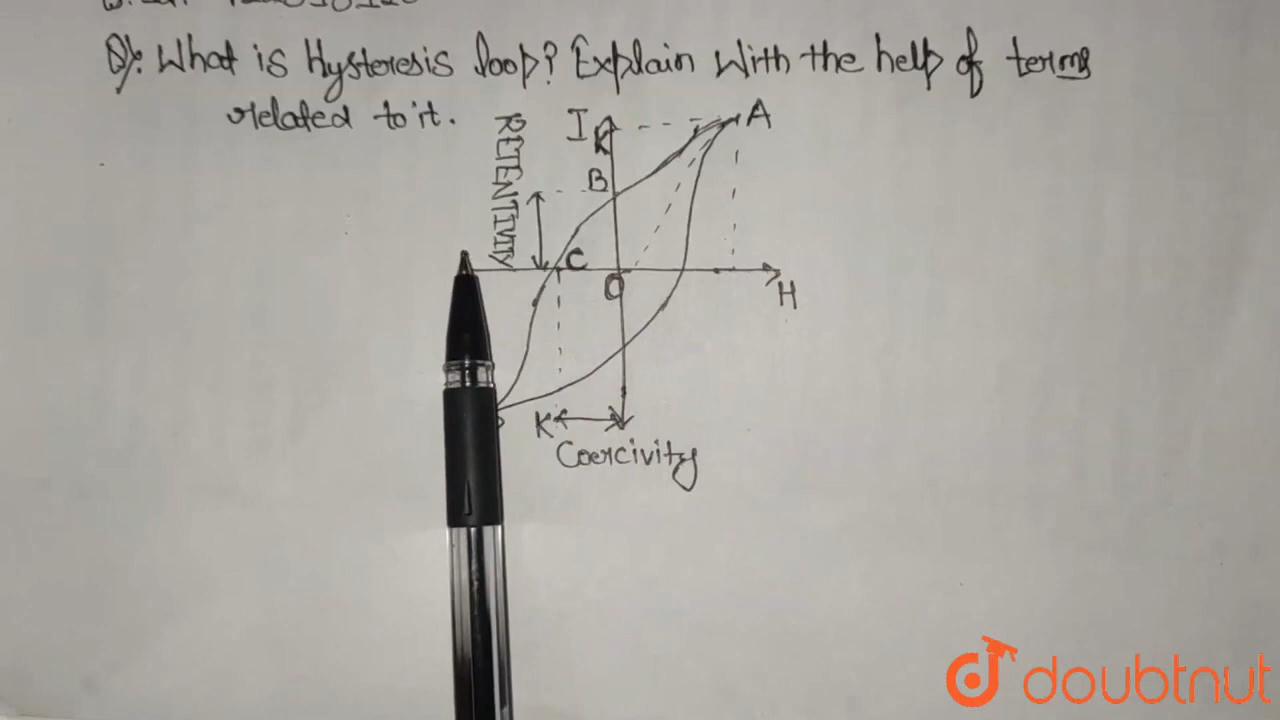 Q): What is Hysteresis loop? Explain With the help of terms
related to it.
RETENTIVITY
I
A
B
C
O
H
K
Coercivity
doubtnut